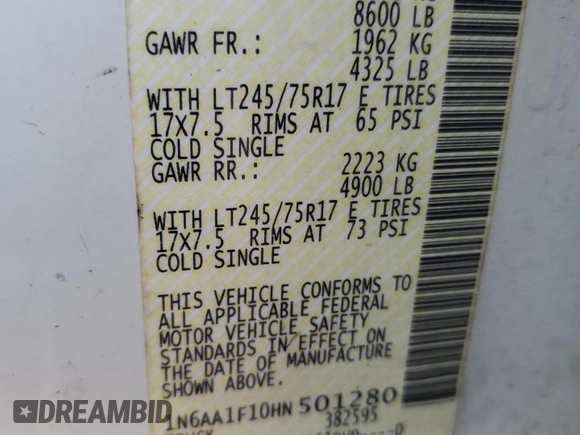 8600 LB
GAWR FR.: 1962 KG
4325 LB
WITH LT245/75R17 E TIRES
17X7.5 RIMS AT 65 PSI
COLD SINGLE
GAWR RR.: 2223 KG
4900 LB
WITH LT245/75R17 E TIRES
17X7.5 RIMS AT 73 PSI
COLD SINGLE
THIS VEHICLE CONFORMS TO
ALL APPLICABLE FEDERAL
MOTOR VEHICLE SAFETY
STANDARDS IN EFFECT ON
THE DATE OF MANUFACTURE
SHOWN ABOVE.
1N6AA1F10HN501280
382595
DREAMBID